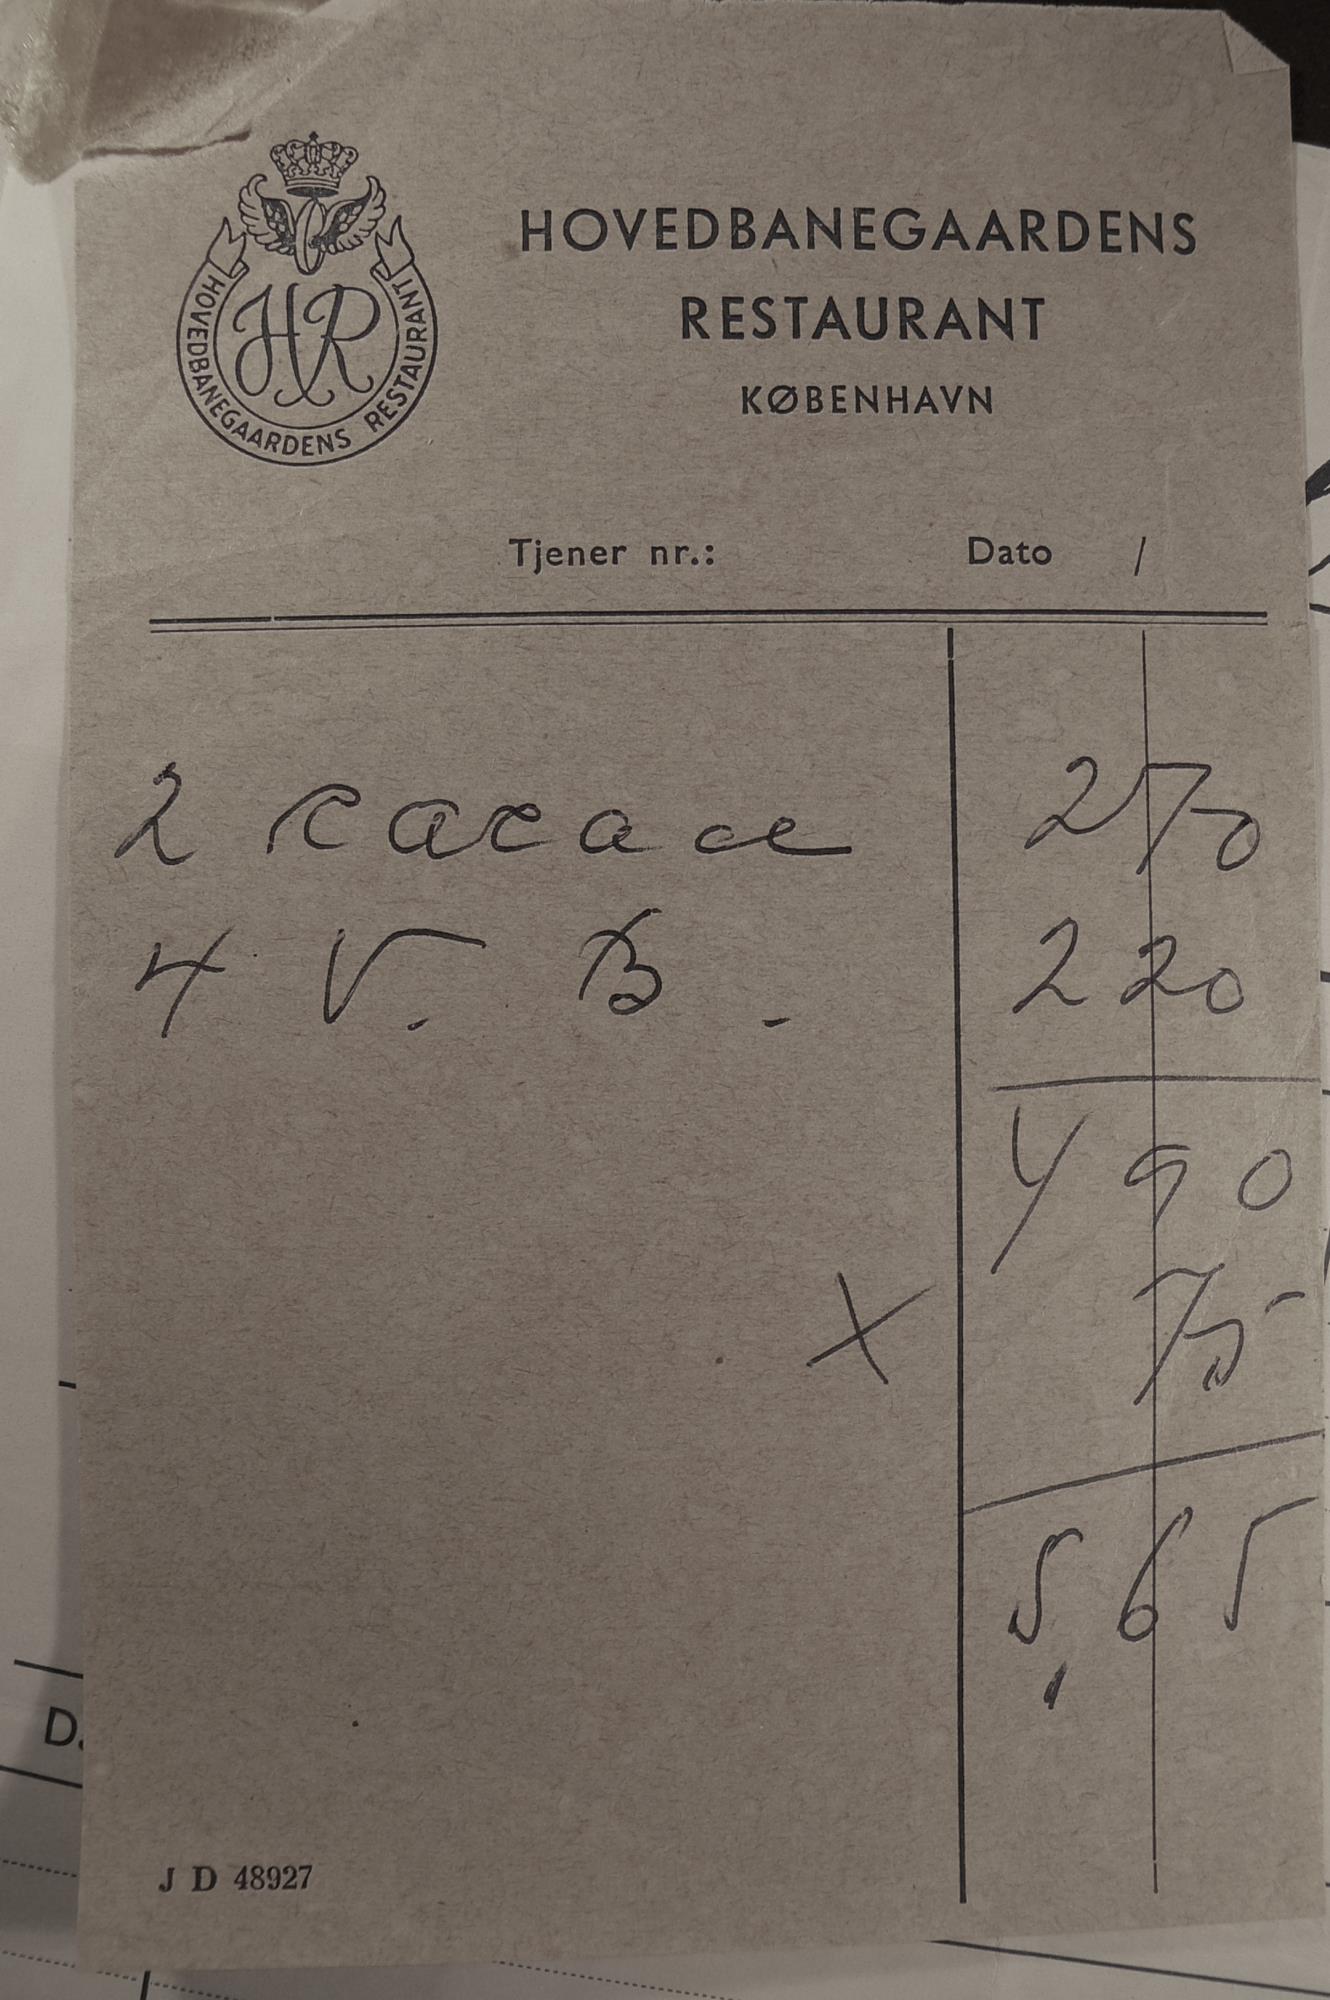 HR
HOVEDBANEGAARDENS RESTAURANT
HOVEDBANEGAARDENS
RESTAURANT
KØBENHAVN
Tjener nr.: Dato /
2 cacao 270
4 V. B. 220
490
X 75
5,65
D.
J D 48927